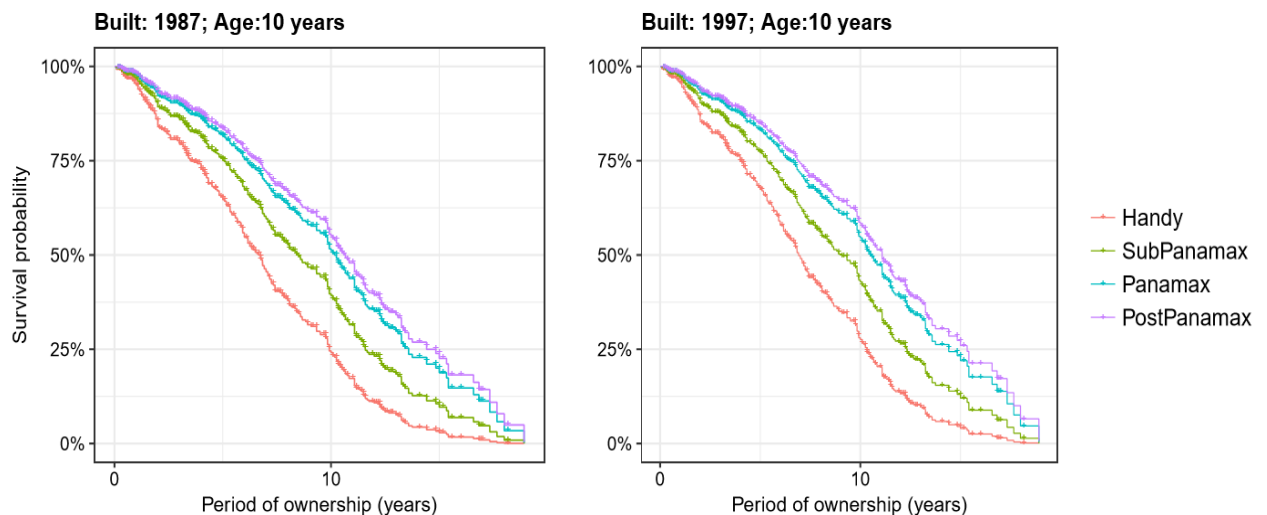 Built: 1987; Age:10 years
100%
75%
50%
25%
0%
Survival probability
0
10
Period of ownership (years)
Built: 1997; Age:10 years
100%
75%
50%
25%
0%
0
10
Period of ownership (years)
Handy
SubPanamax
Panamax
PostPanamax